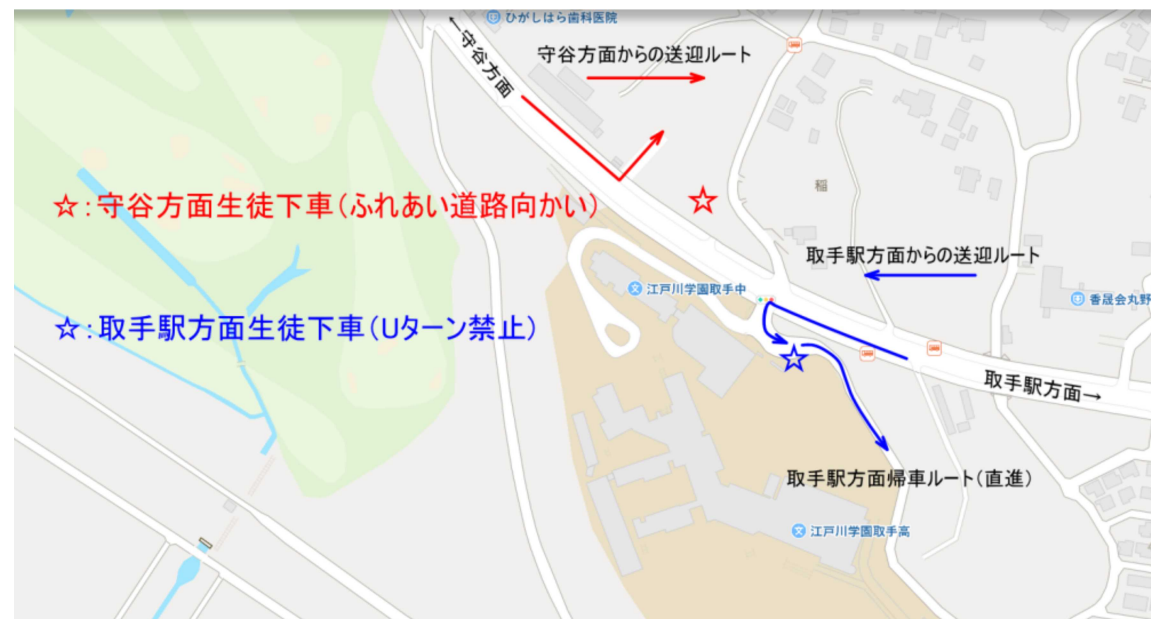 ひがしはら歯科医院
←守谷方面
守谷方面からの送迎ルート
☆:守谷方面生徒下車(ふれあい道路向かい)
稲
取手駅方面からの送迎ルート
江戸川学園取手中
香晟会丸野
☆:取手駅方面生徒下車(Uターン禁止)
取手駅方面→
取手駅方面帰車ルート(直進)
江戸川学園取手高